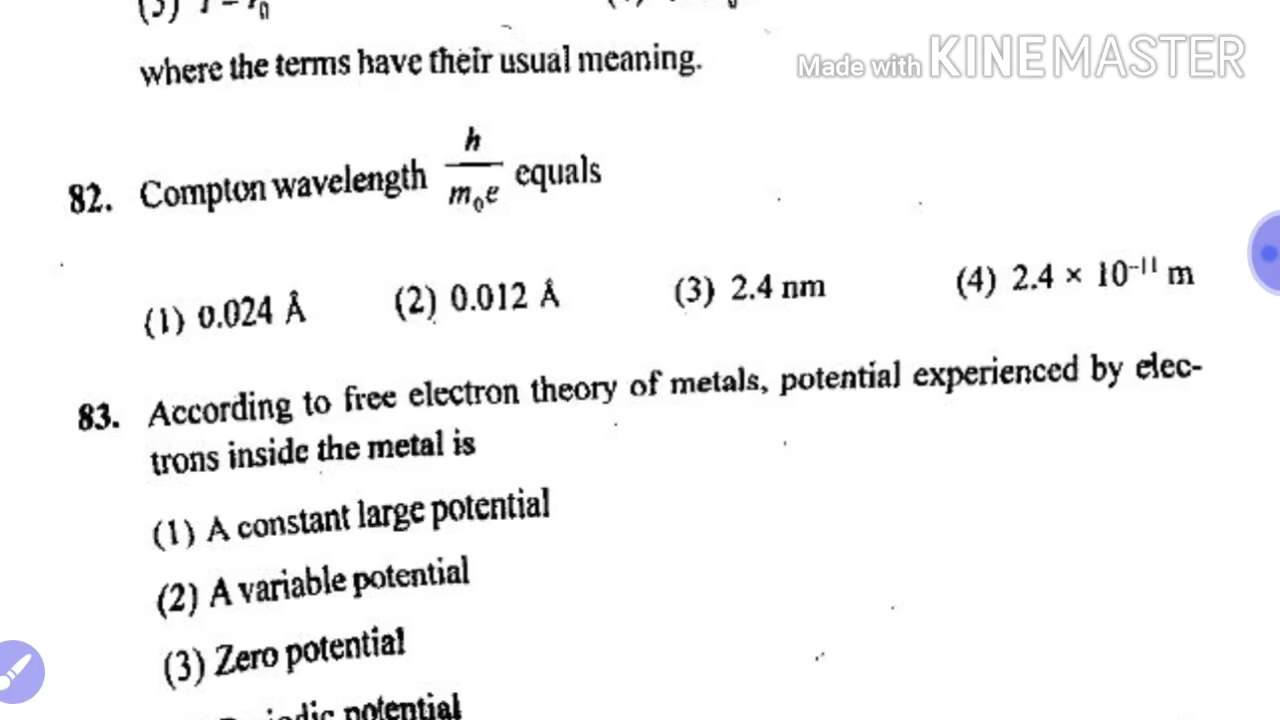 where the terms have their usual meaning.
Made with KINEMASTER
82. Compton wavelength h/m₀e equals
(1) 0.024 Å (2) 0.012 Å (3) 2.4 nm (4) 2.4 × 10⁻¹¹ m
83. According to free electron theory of metals, potential experienced by elec-
trons inside the metal is
(1) A constant large potential
(2) A variable potential
(3) Zero potential
potential